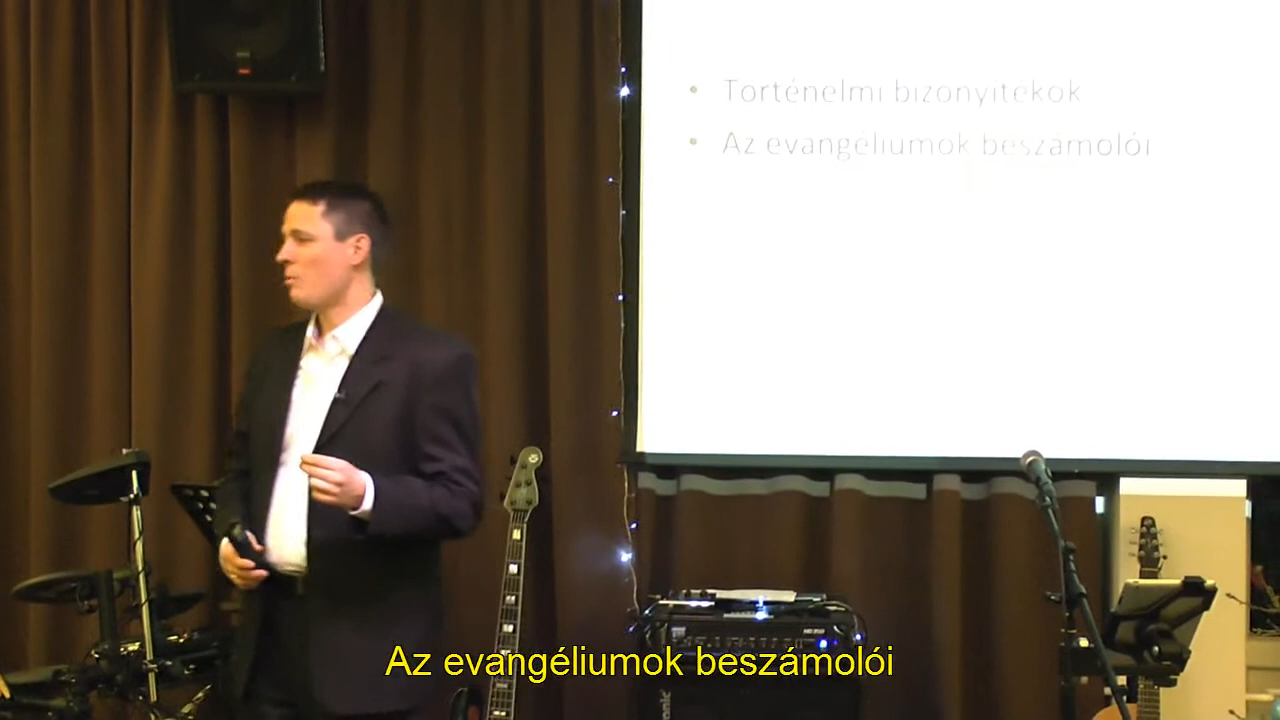 • Történelmi bizonyítékok
• Az evangéliumok beszámolói
Az evangéliumok beszámolói